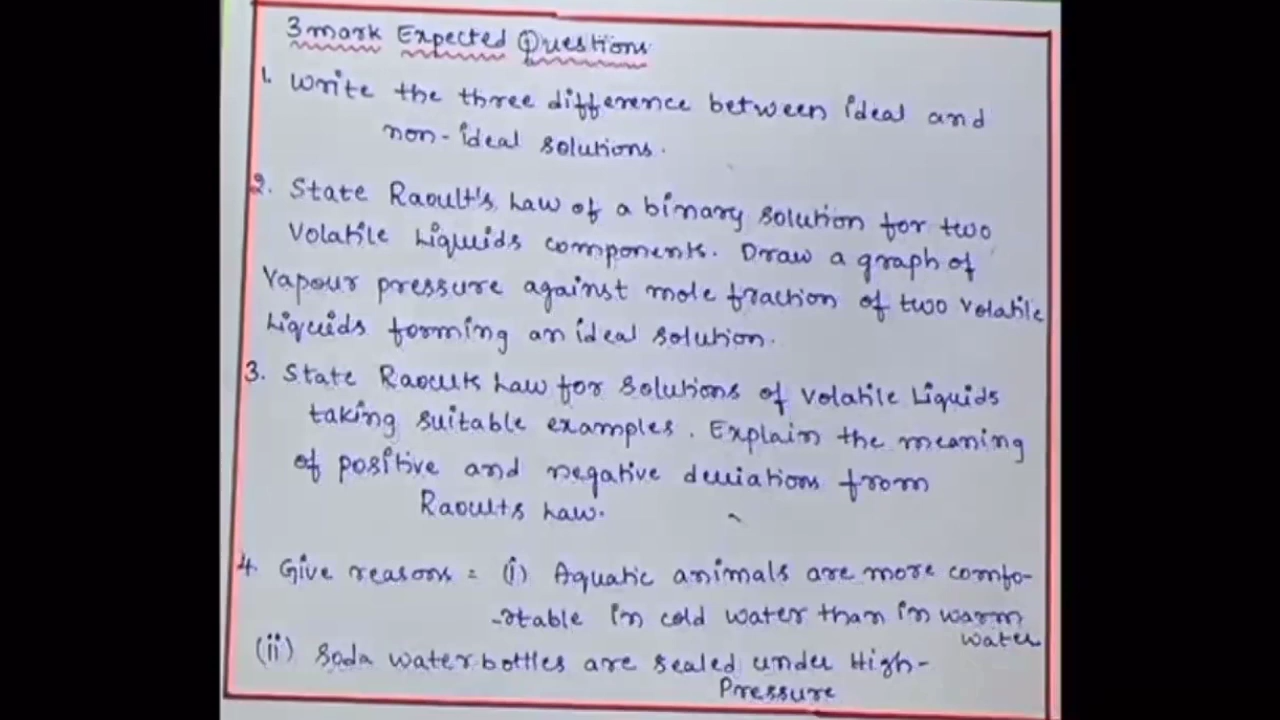 3 mark Expected Questions
1. Write the three difference between ideal and
non-ideal solutions.
2. State Raoult's Law of a binary solution for two
Volatile Liquids components. Draw a graph of
Vapour pressure against mole fraction of two volatile
Liquids forming an ideal solution.
3. State Raoults Law for solutions of volatile Liquids
taking suitable examples. Explain the meaning
of positive and negative deviations from
Raoults Law.
4. Give reasons = (i) Aquatic animals are more comfo-
-rtable in cold water than in warm
water
(ii) Soda water bottles are sealed under High-
Pressure